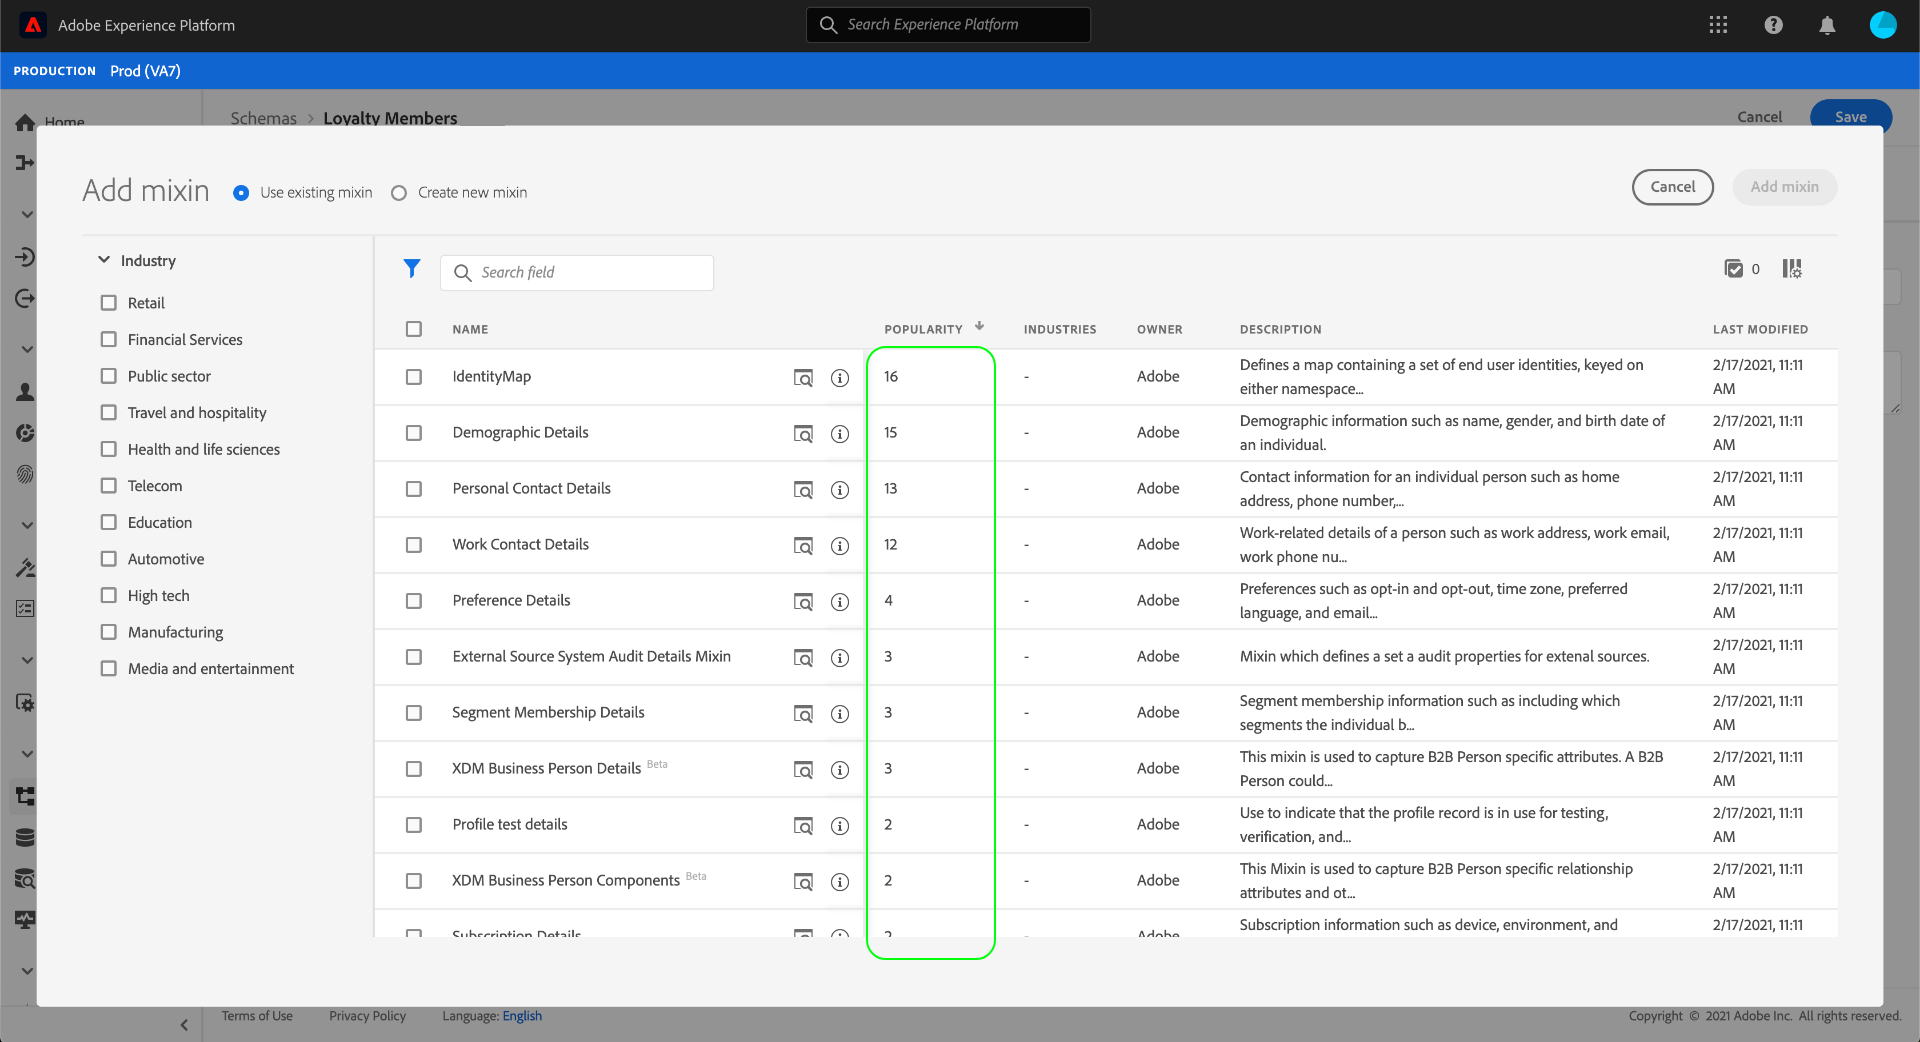 Adobe Experience Platform
Search Experience Platform
PRODUCTION Prod (VA7)
Home
Schemas > Loyalty Members
Cancel Save
Add mixin Use existing mixin Create new mixin
Cancel Add mixin
Industry
Retail
Financial Services
Public sector
Travel and hospitality
Health and life sciences
Telecom
Education
Automotive
High tech
Manufacturing
Media and entertainment
Search field
0
NAME POPULARITY INDUSTRIES OWNER DESCRIPTION LAST MODIFIED
IdentityMap 16 - Adobe Defines a map containing a set of end user identities, keyed on 2/17/2021, 11:11
either namespace... AM
Demographic Details 15 - Adobe Demographic information such as name, gender, and birth date of 2/17/2021, 11:11
an individual. AM
Personal Contact Details 13 - Adobe Contact information for an individual person such as home 2/17/2021, 11:11
address, phone number,... AM
Work Contact Details 12 - Adobe Work-related details of a person such as work address, work email, 2/17/2021, 11:11
work phone nu... AM
Preference Details 4 - Adobe Preferences such as opt-in and opt-out, time zone, preferred 2/17/2021, 11:11
language, and email... AM
External Source System Audit Details Mixin 3 - Adobe Mixin which defines a set a audit properties for extenal sources. 2/17/2021, 11:11
AM
Segment Membership Details 3 - Adobe Segment membership information such as including which 2/17/2021, 11:11
segments the individual b... AM
XDM Business Person Details Beta 3 - Adobe This mixin is used to capture B2B Person specific attributes. A B2B 2/17/2021, 11:11
Person could... AM
Profile test details 2 - Adobe Use to indicate that the profile record is in use for testing, 2/17/2021, 11:11
verification, and... AM
XDM Business Person Components Beta 2 - Adobe This Mixin is used to capture B2B Person specific relationship 2/17/2021, 11:11
attributes and ot... AM
Subscription Details 2 Adobe Subscription information such as device, environment, and 2/17/2021, 11:11
Terms of Use Privacy Policy Language: English
Copyright © 2021 Adobe Inc. All rights reserved.